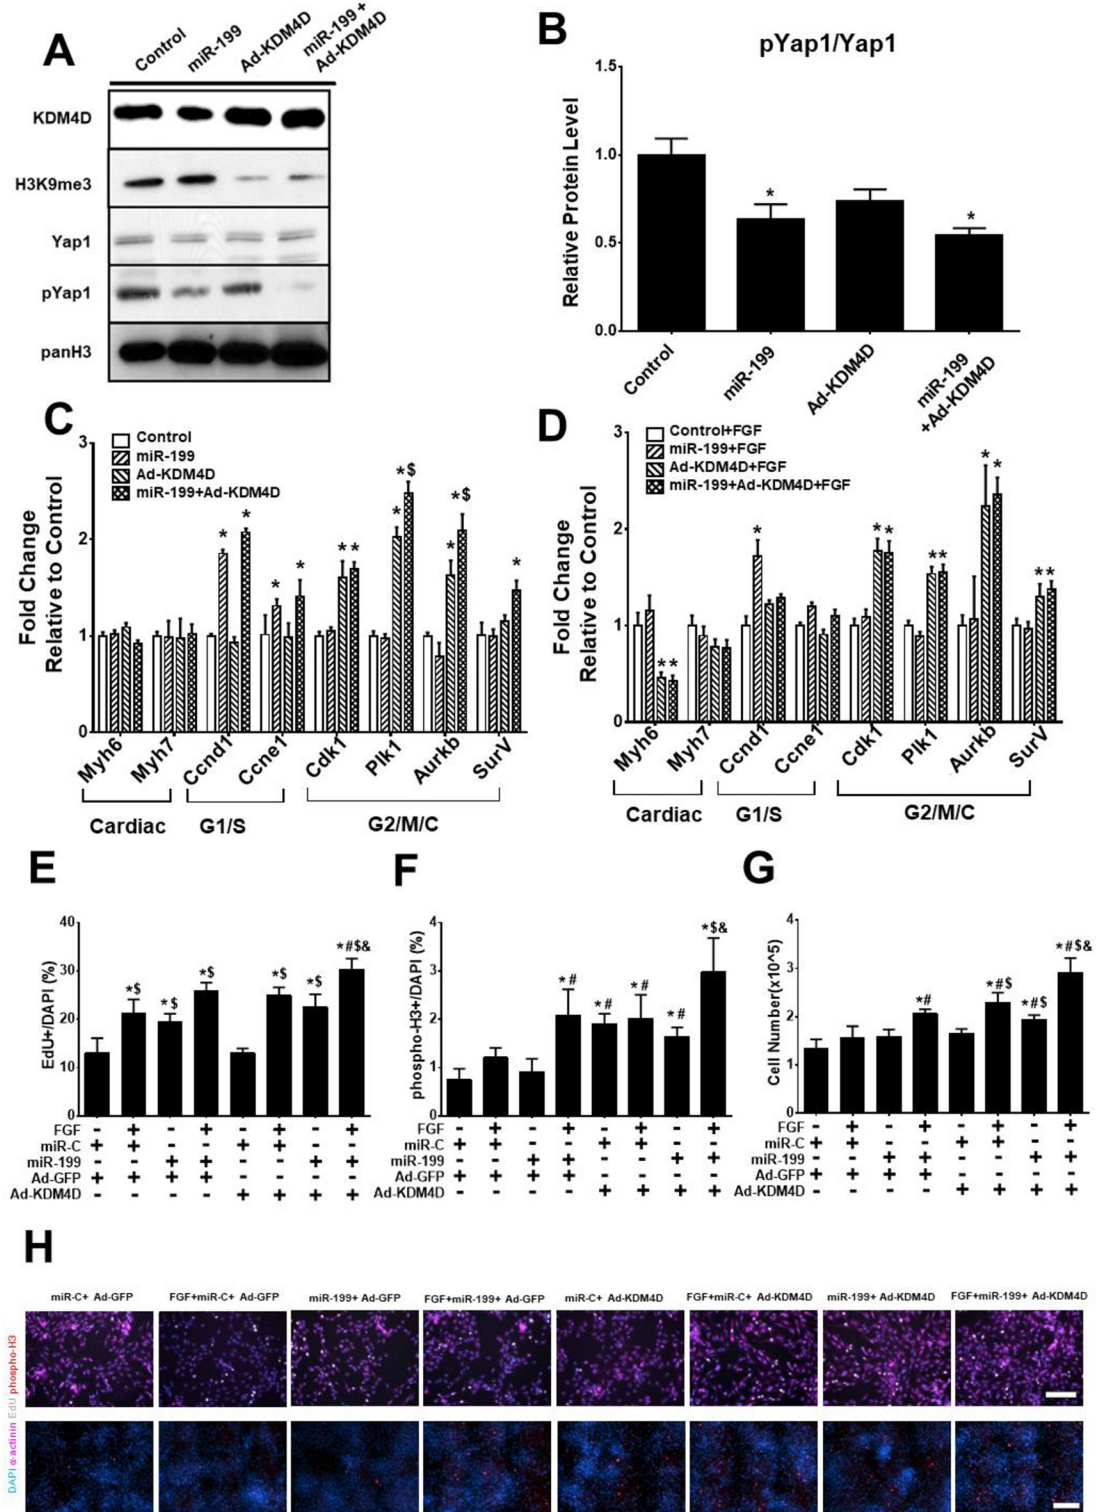 A
Control
miR-199
Ad-KDM4D
miR-199 +
Ad-KDM4D
KDM4D
H3K9me3
Yap1
pYap1
panH3
B
pYap1/Yap1
Relative Protein Level
1.5
1.0
0.5
0.0
*
*
Control
miR-199
Ad-KDM4D
miR-199
+Ad-KDM4D
C
Fold Change
Relative to Control
3
2
1
0
Control
miR-199
Ad-KDM4D
miR-199+Ad-KDM4D
* * * * ** * *$ * *$ *
Myh6 Myh7 Ccnd1 Ccne1 Cdk1 Plk1 Aurkb SurV
Cardiac G1/S G2/M/C
D
Fold Change
Relative to Control
3
2
1
0
Control+FGF
miR-199+FGF
Ad-KDM4D+FGF
miR-199+Ad-KDM4D+FGF
** * ** ** * * **
Myh6 Myh7 Ccnd1 Ccne1 Cdk1 Plk1 Aurkb SurV
Cardiac G1/S G2/M/C
E
EdU+/DAPI (%)
40
30
20
10
0
*$ *$ *$ *$ *$ *#$&
FGF - + - + - + - +
miR-C + + - - + + - -
miR-199 - - + + - - + +
Ad-GFP + + + + - - - -
Ad-KDM4D - - - - + + + +
F
phospho-H3+/DAPI (%)
4
3
2
1
0
*# *# *# *# *$&
FGF - + - + - + - +
miR-C + + - - + + - -
miR-199 - - + + - - + +
Ad-GFP + + + + - - - -
Ad-KDM4D - - - - + + + +
G
Cell Number(x10^5)
4
3
2
1
0
*# *#$ *#$ *#$&
FGF - + - + - + - +
miR-C + + - - + + - -
miR-199 - - + + - - + +
Ad-GFP + + + + - - - -
Ad-KDM4D - - - - + + + +
H
miR-C+ Ad-GFP
FGF+miR-C+ Ad-GFP
miR-199+ Ad-GFP
FGF+miR-199+ Ad-GFP
miR-C+ Ad-KDM4D
FGF+miR-C+ Ad-KDM4D
miR-199+ Ad-KDM4D
FGF+miR-199+ Ad-KDM4D
DAPI α-actinin EdU phospho-H3